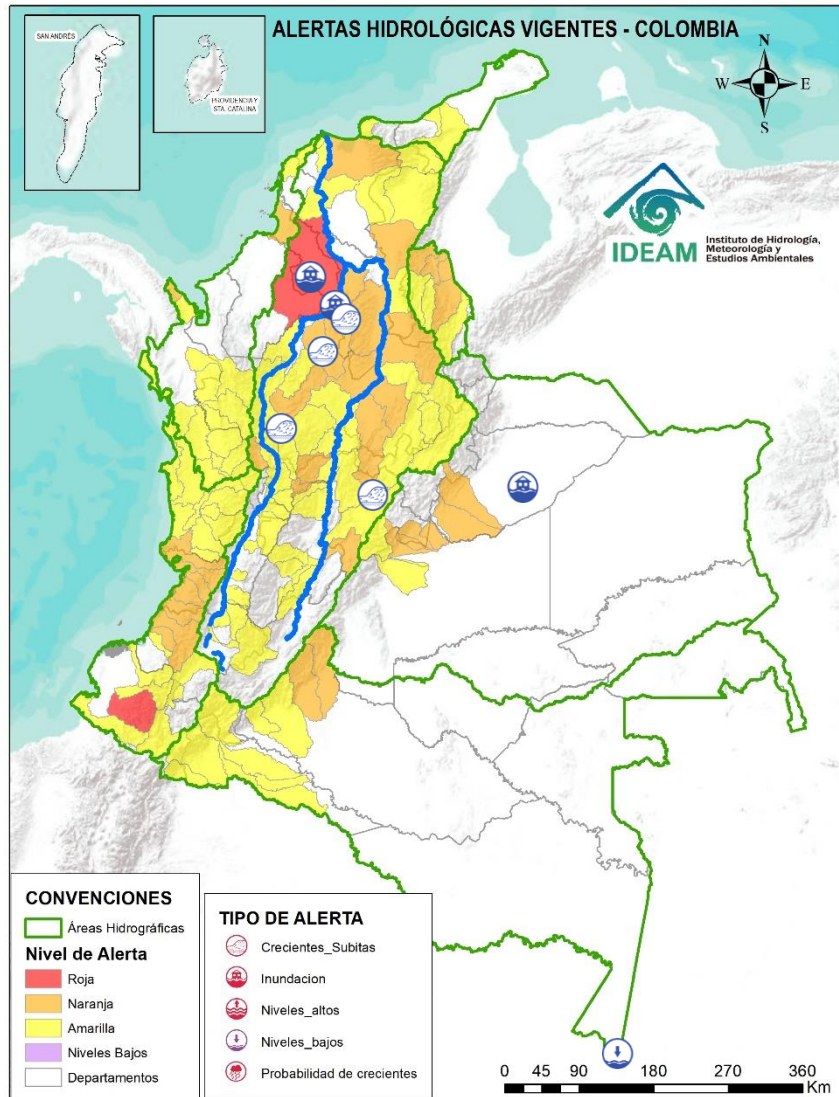 SAN ANDRÉS
PROVIDENCIA Y
STA. CATALINA
ALERTAS HIDROLÓGICAS VIGENTES - COLOMBIA
N
W
E
S
IDEAM
Instituto de Hidrología,
Meteorología y
Estudios Ambientales
CONVENCIONES
Áreas Hidrográficas
Nivel de Alerta
Roja
Naranja
Amarilla
Niveles Bajos
Departamentos
TIPO DE ALERTA
Crecientes_Subitas
Inundacion
Niveles_altos
Niveles_bajos
Probabilidad de crecientes
0 45 90 180 270 360
Km